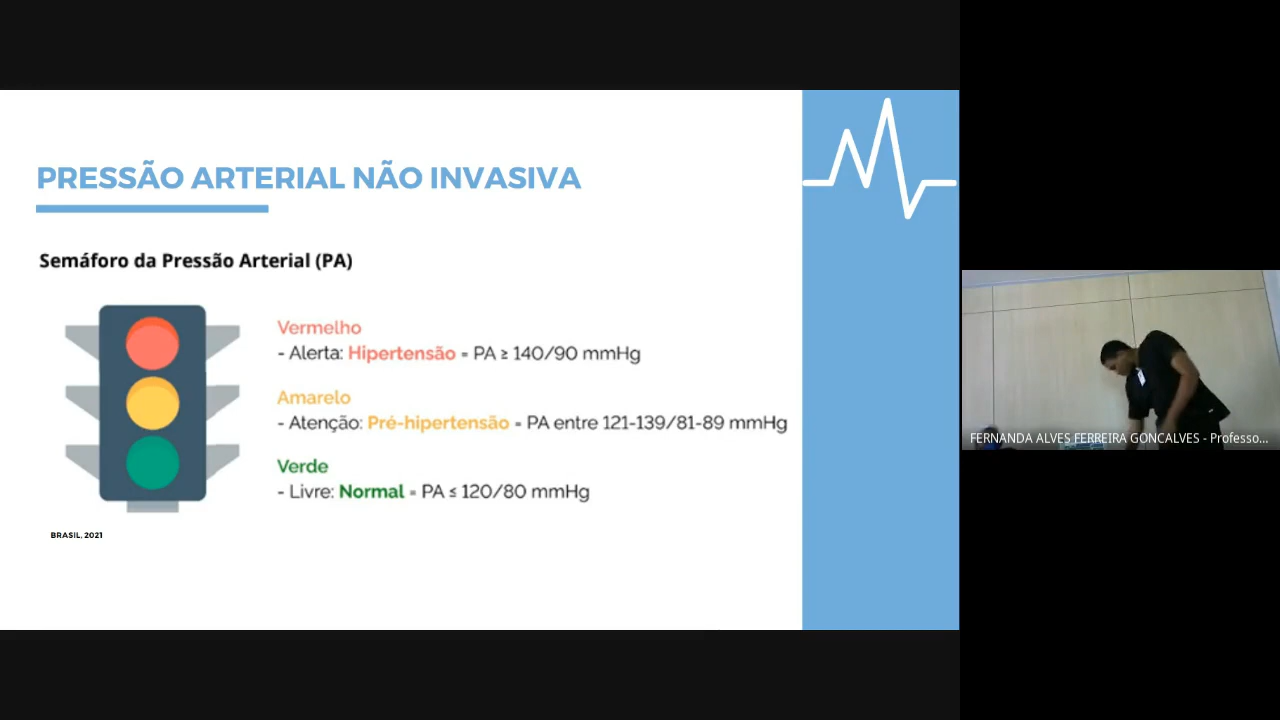 PRESSÃO ARTERIAL NÃO INVASIVA
Semáforo da Pressão Arterial (PA)
Vermelho
- Alerta: Hipertensão = PA ≥ 140/90 mmHg
Amarelo
- Atenção: Pré-hipertensão = PA entre 121-139/81-89 mmHg
Verde
- Livre: Normal = PA ≤ 120/80 mmHg
BRASIL, 2021
FERNANDA ALVES FERREIRA GONCALVES - Professo...